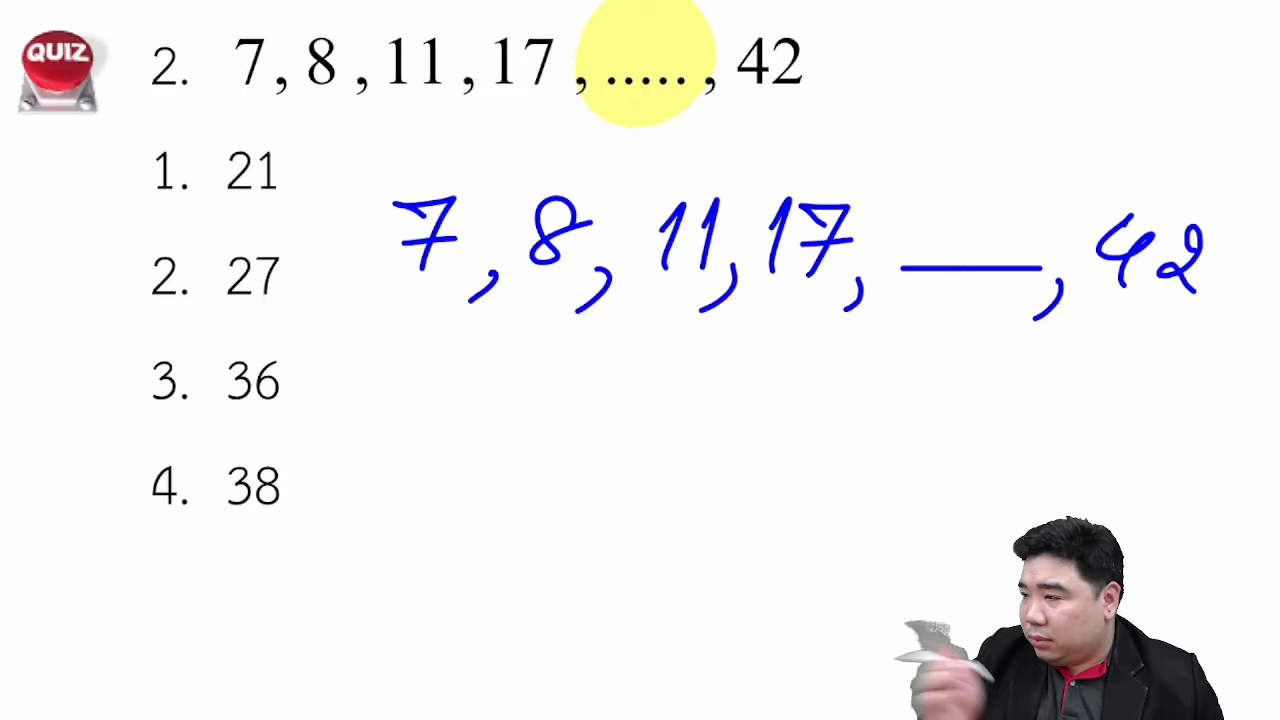 QUIZ
2. 7 , 8 , 11 , 17 , ..... , 42
1. 21
7 , 8 , 11 , 17 , ___ , 42
2. 27
3. 36
4. 38